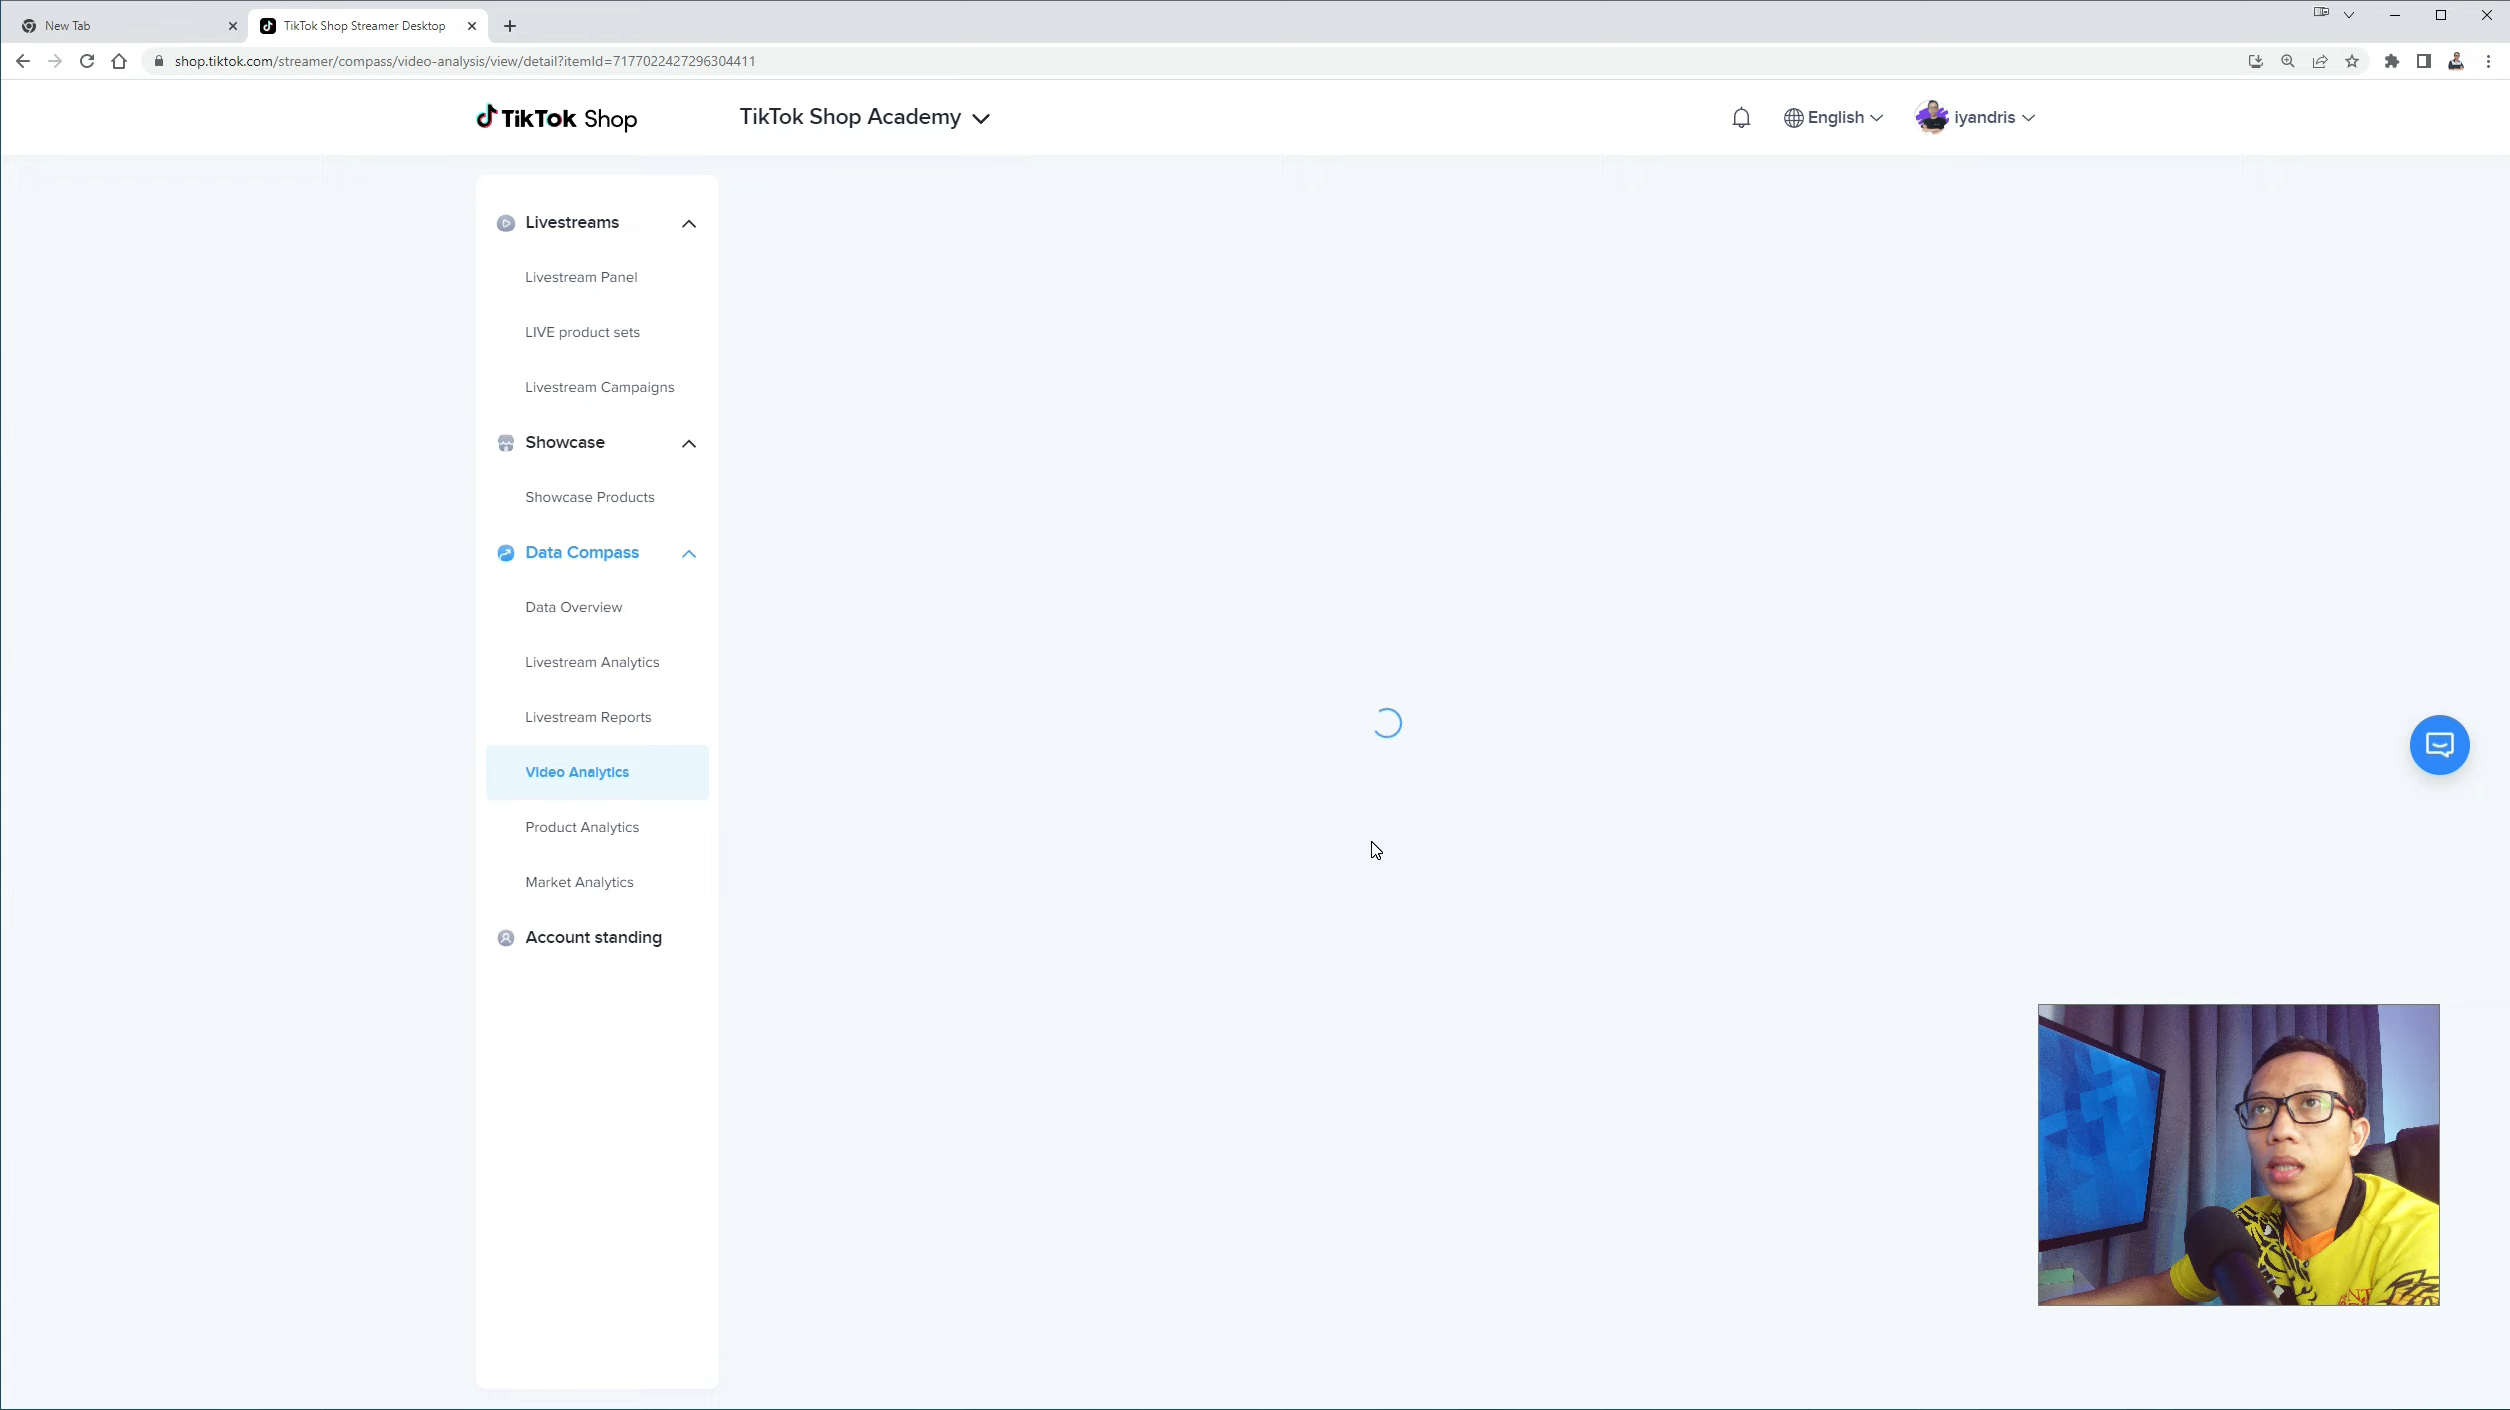 New Tab
TikTok Shop Streamer Desktop
shop.tiktok.com/streamer/compass/video-analysis/view/detail?itemId=7177022427296304411
TikTok Shop
TikTok Shop Academy
English
iyandris
Livestreams
Livestream Panel
LIVE product sets
Livestream Campaigns
Showcase
Showcase Products
Data Compass
Data Overview
Livestream Analytics
Livestream Reports
Video Analytics
Product Analytics
Market Analytics
Account standing